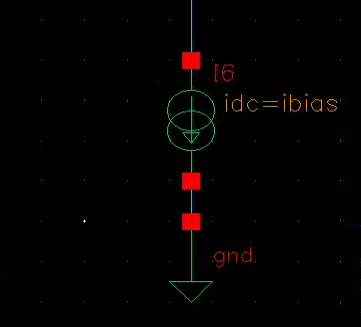 I6
idc=ibias
gnd